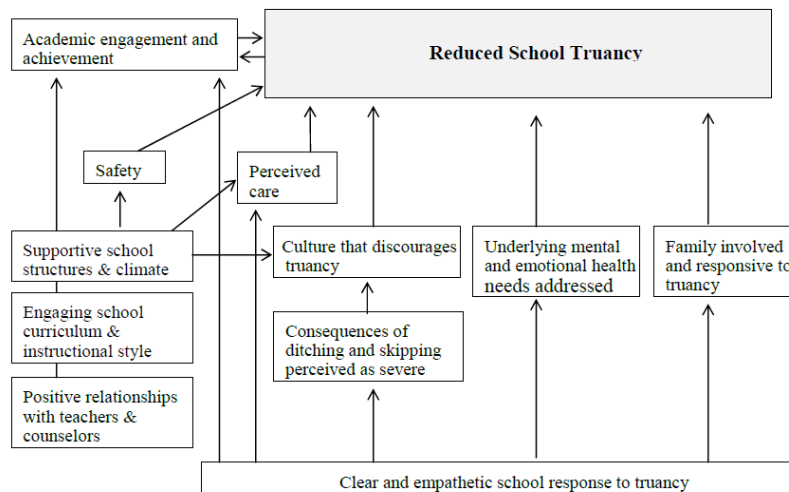 Academic engagement and
achievement
Reduced School Truancy
Safety
Perceived
care
Supportive school
structures & climate
Culture that discourages
truancy
Underlying mental
and emotional health
needs addressed
Family involved
and responsive to
truancy
Engaging school
curriculum &
instructional style
Consequences of
ditching and skipping
perceived as severe
Positive relationships
with teachers &
counselors
Clear and empathetic school response to truancy